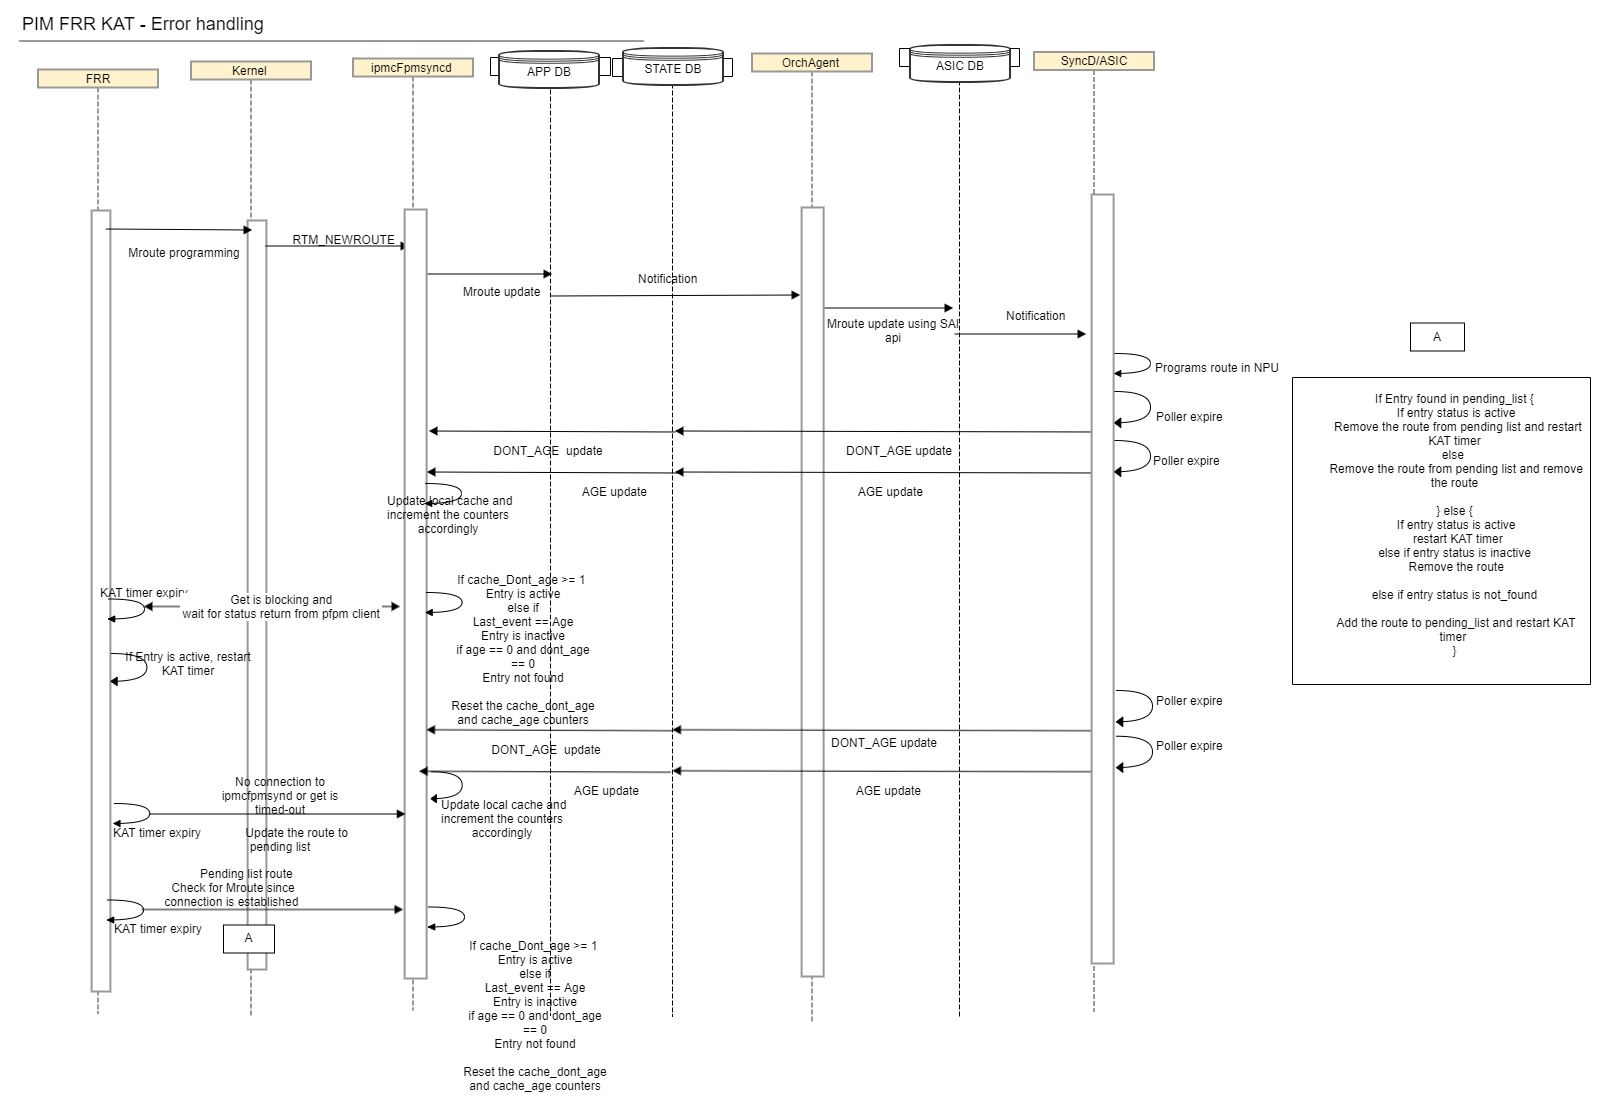 PIM FRR KAT - Error handling
FRR
Kernel
ipmcFpmsyncd
APP DB
STATE DB
OrchAgent
ASIC DB
SyncD/ASIC
Mroute programming
RTM_NEWROUTE
Mroute update
Notification
Mroute update using SAI
api
Notification
Programs route in NPU
Poller expire
DONT_AGE  update
DONT_AGE update
Poller expire
AGE update
AGE update
Update local cache and
increment the counters
accordingly
KAT timer expiry
Get is blocking and
wait for status return from pfpm client
If cache_Dont_age >= 1
Entry is active
else if
Last_event == Age
Entry is inactive
if age == 0 and dont_age
== 0
Entry not found
Reset the cache_dont_age
and cache_age counters
If Entry is active, restart
KAT timer
Poller expire
DONT_AGE  update
DONT_AGE update
Poller expire
AGE update
AGE update
Update local cache and
increment the counters
accordingly
No connection to
ipmcfpmsynd or get is
timed-out
KAT timer expiry
Update the route to
pending list
Pending list route
Check for Mroute since
connection is established
KAT timer expiry
A
If cache_Dont_age >= 1
Entry is active
else if
Last_event == Age
Entry is inactive
if age == 0 and dont_age
== 0
Entry not found
Reset the cache_dont_age
and cache_age counters
A
If Entry found in pending_list {
If entry status is active
Remove the route from pending list and restart
KAT timer
else
Remove the route from pending list and remove
the route
} else {
If entry status is active
restart KAT timer
else if entry status is inactive
Remove the route
else if entry status is not_found
Add the route to pending_list and restart KAT
timer
}